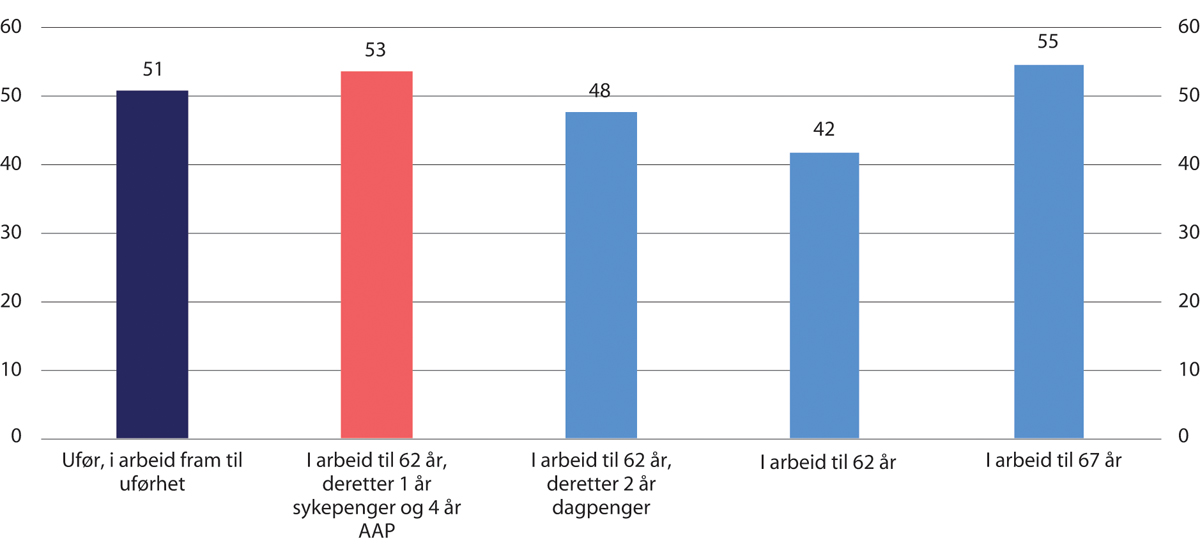 60
60
55
53
51
50
50
48
42
40
40
30
30
20
20
10
10
0
0
Ufør, i arbeid fram til
uførhet
I arbeid til 62 år,
deretter 1 år
sykepenger og 4 år
AAP
I arbeid til 62 år,
deretter 2 år
dagpenger
I arbeid til 62 år
I arbeid til 67 år